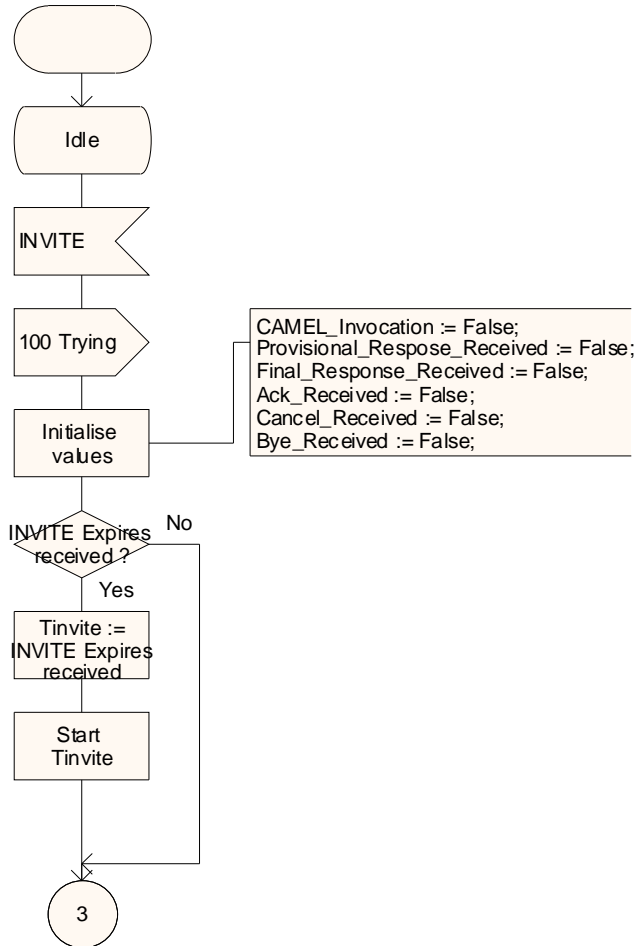 Idle
INVITE
100 Trying
CAMEL_Invocation := False;
Provisional_Respose_Received := False;
Final_Response_Received := False;
Ack_Received := False;
Cancel_Received := False;
Bye_Received := False;
Initialise
values
INVITE Expires
received ?
No
Yes
Tinvite :=
INVITE Expires
received
Start
Tinvite
3